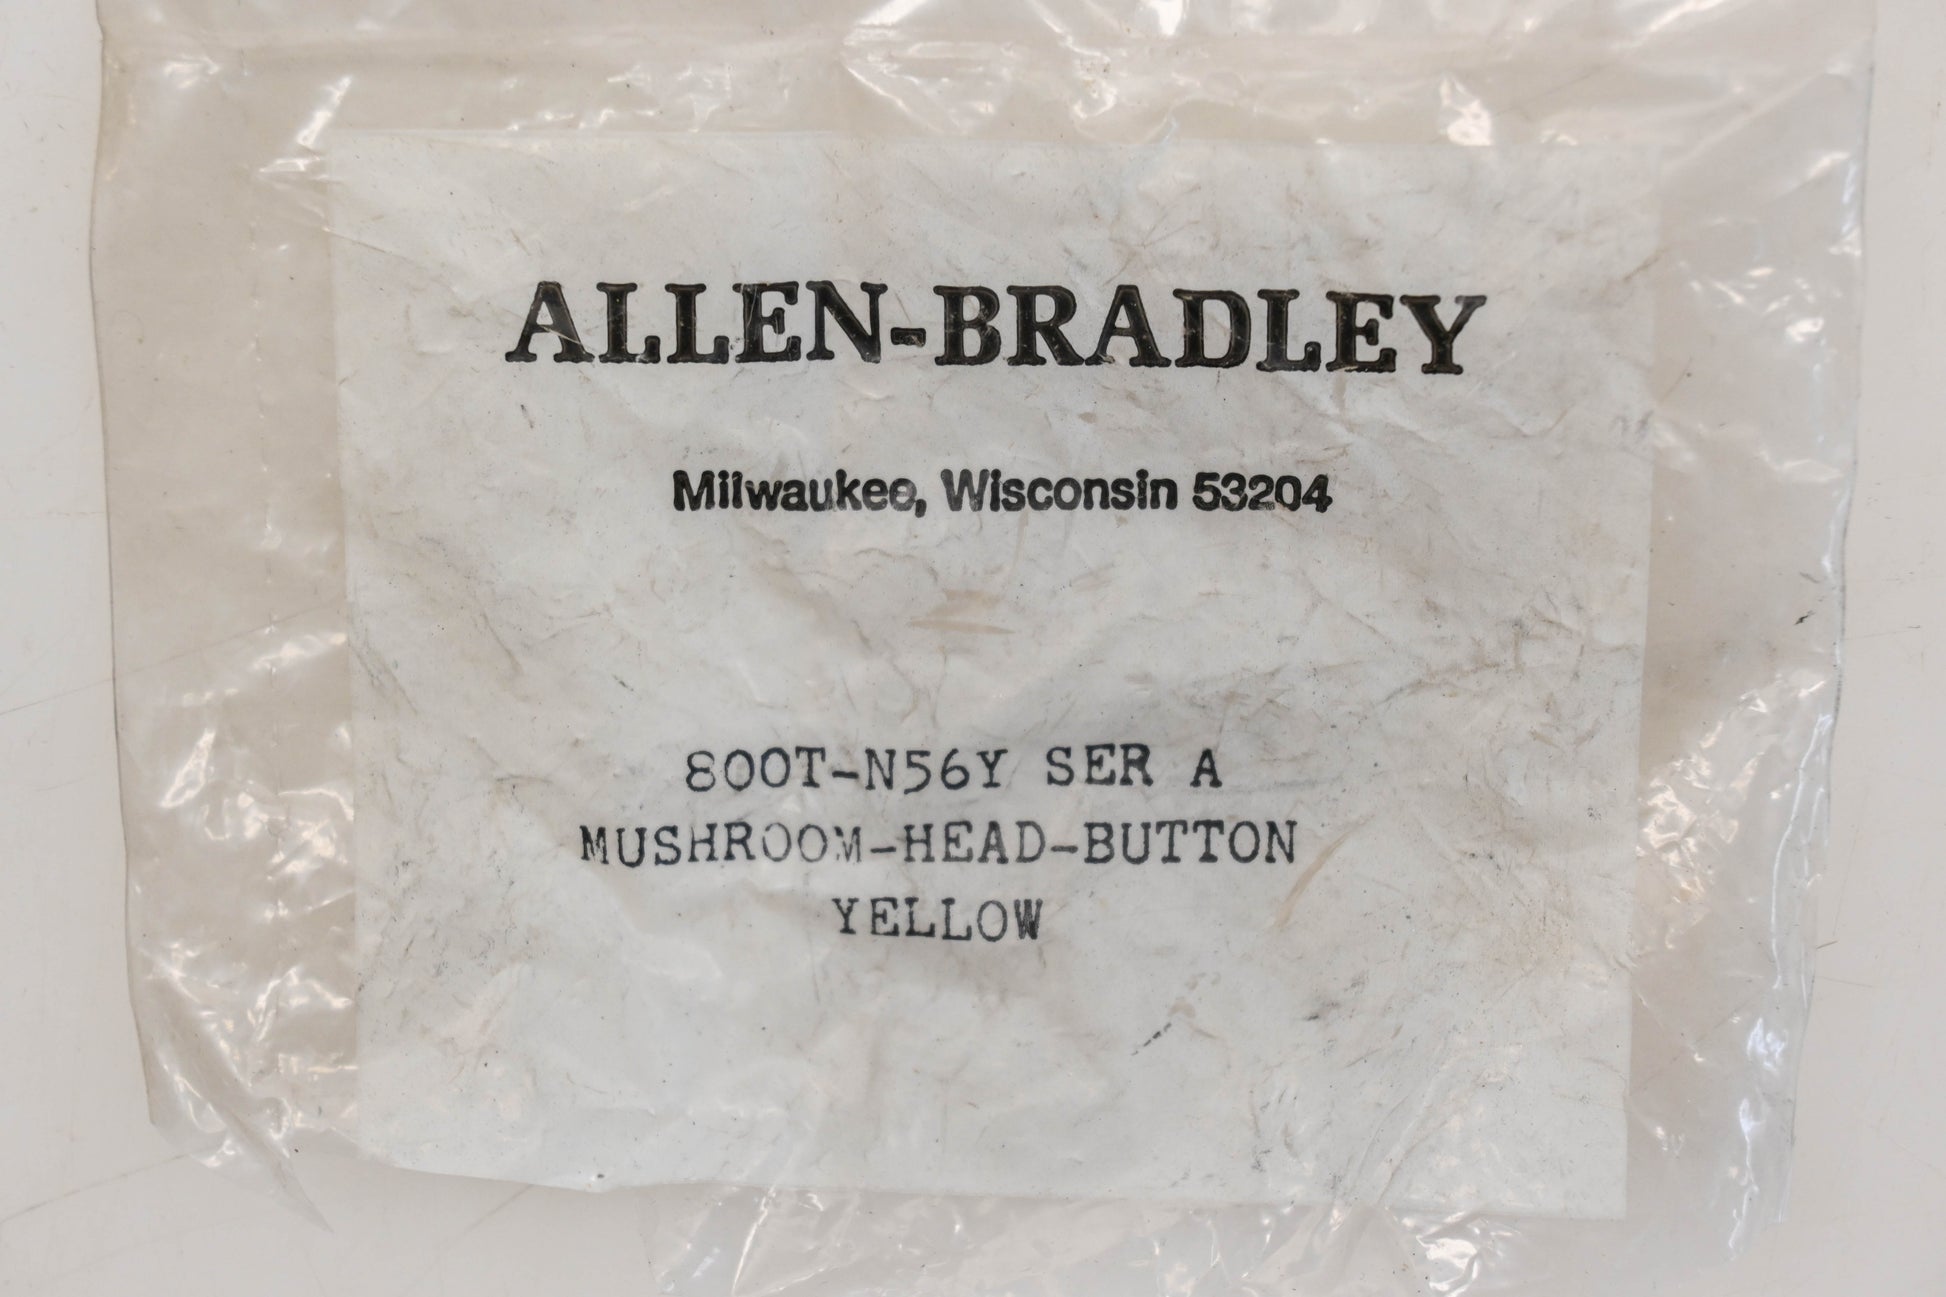 ALLEN-BRADLEY
Milwaukee, Wisconsin 53204
800T-N56Y SER A
MUSHROOM-HEAD-BUTTON
YELLOW